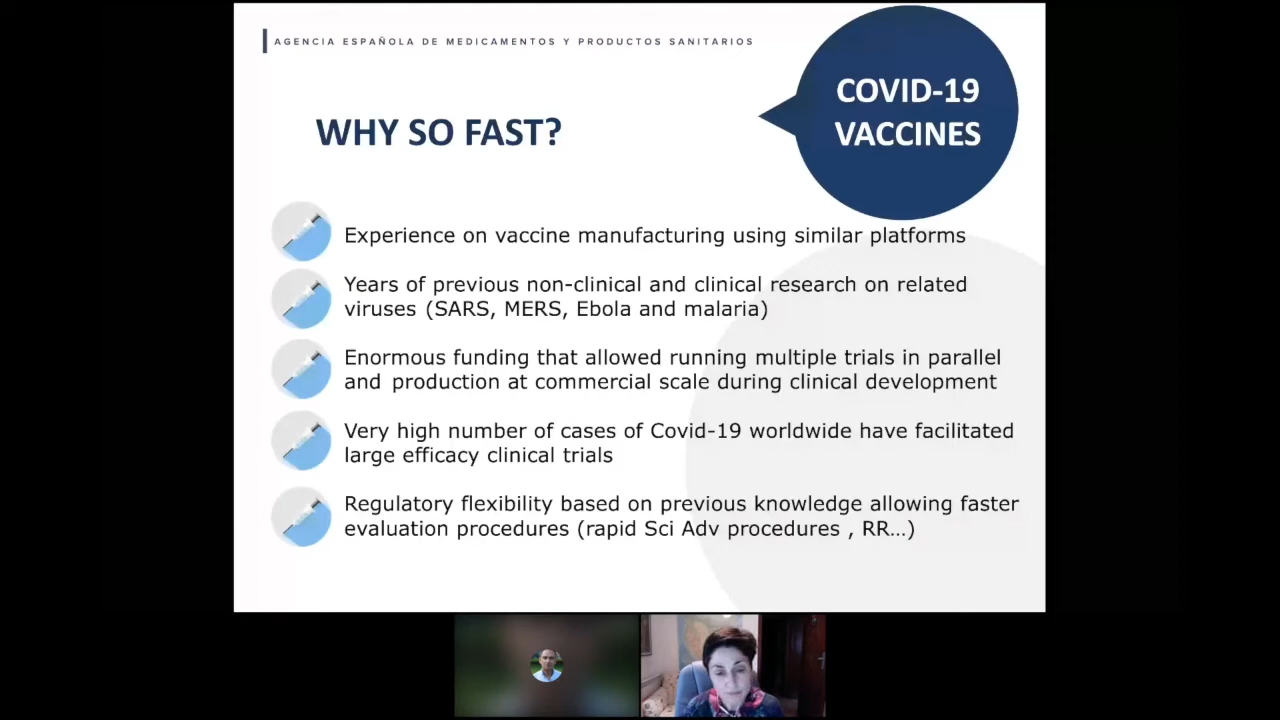 AGENCIA ESPAÑOLA DE MEDICAMENTOS Y PRODUCTOS SANITARIOS
COVID-19
VACCINES
WHY SO FAST?
Experience on vaccine manufacturing using similar platforms
Years of previous non-clinical and clinical research on related
viruses (SARS, MERS, Ebola and malaria)
Enormous funding that allowed running multiple trials in parallel
and production at commercial scale during clinical development
Very high number of cases of Covid-19 worldwide have facilitated
large efficacy clinical trials
Regulatory flexibility based on previous knowledge allowing faster
evaluation procedures (rapid Sci Adv procedures , RR…)